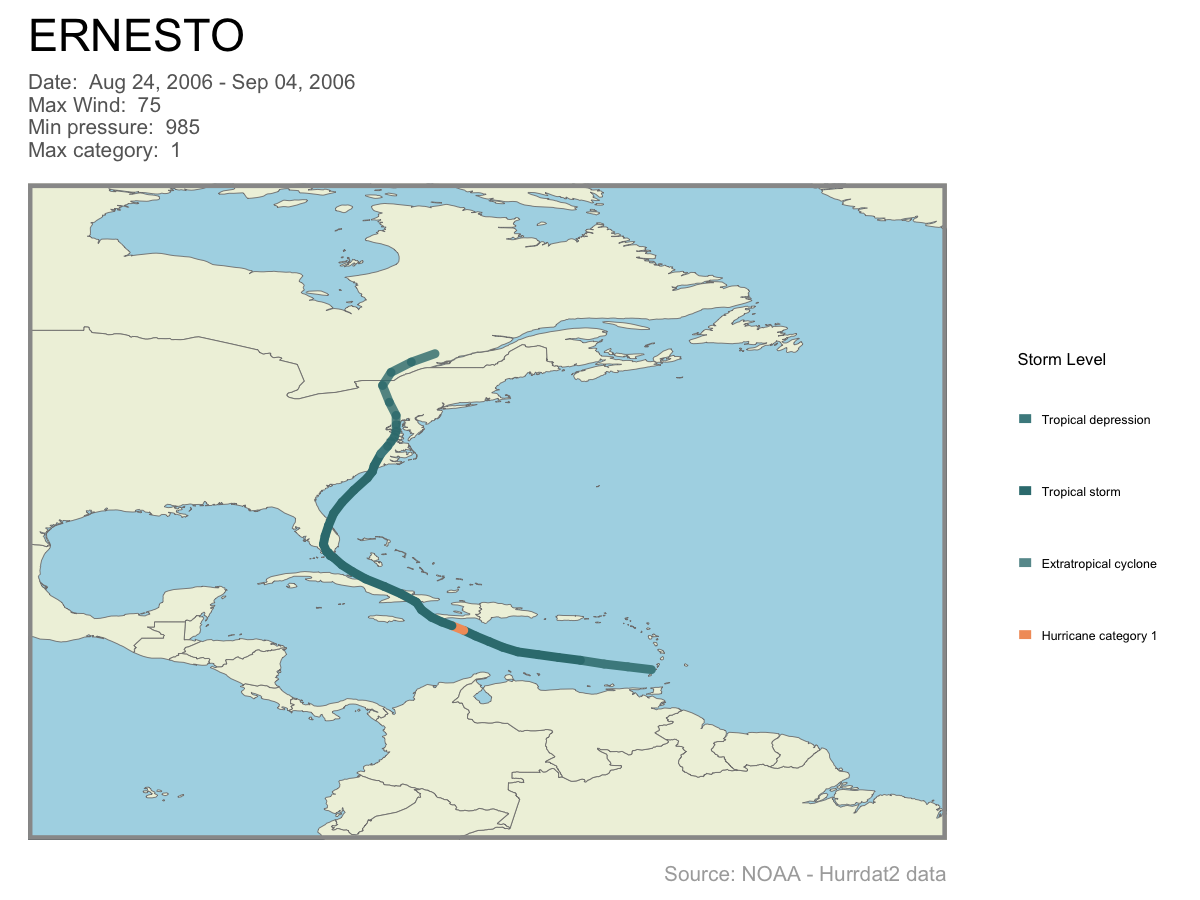 ERNESTO
Date:  Aug 24, 2006 - Sep 04, 2006
Max Wind:  75
Min pressure:  985
Max category:  1
Storm Level
Tropical depression
Tropical storm
Extratropical cyclone
Hurricane category 1
Source: NOAA - Hurrdat2 data